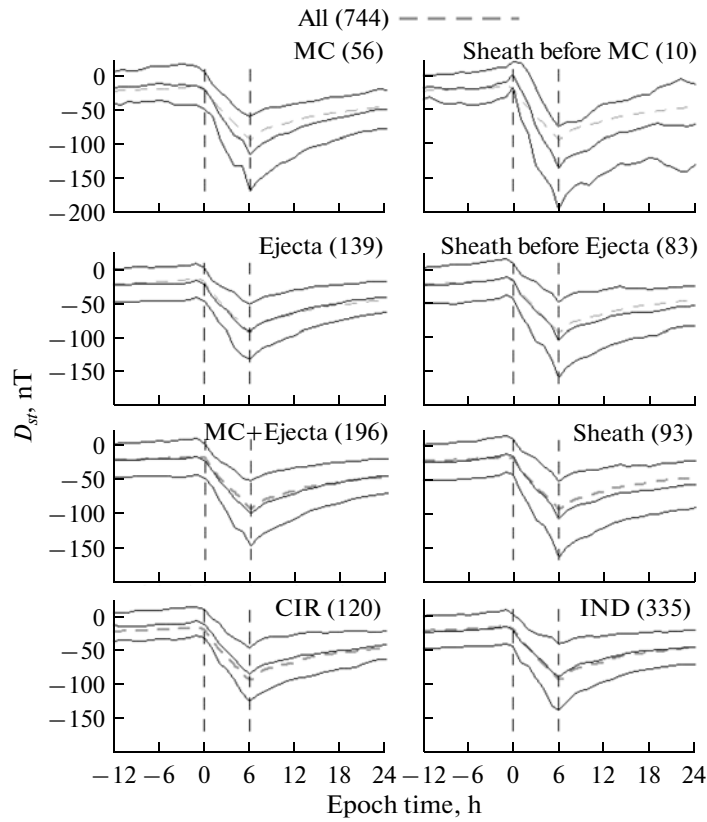 All (744)
MC (56)
Sheath before MC (10)
0
−50
−100
−150
−200
Ejecta (139)
Sheath before Ejecta (83)
0
−50
−100
−150
D_st, nT
MC+Ejecta (196)
Sheath (93)
0
−50
−100
−150
CIR (120)
IND (335)
0
−50
−100
−150
−12 −6 0 6 12 18 24 −12 −6 0 6 12 18 24
Epoch time, h